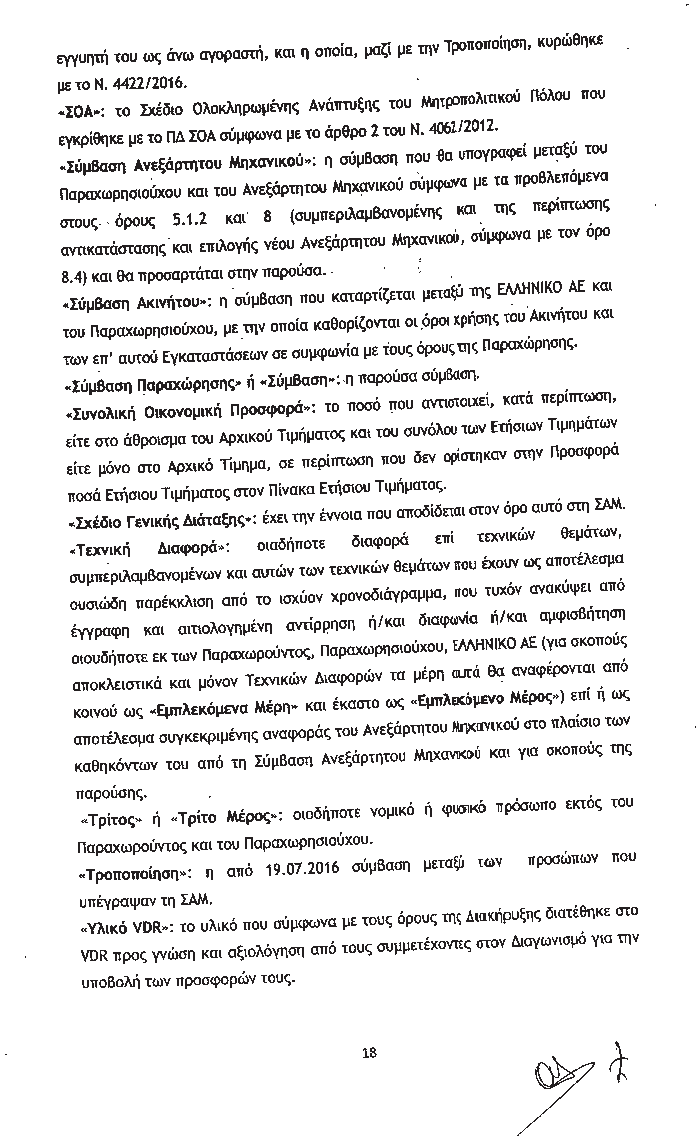 εγγυητή του ως άνω αγοραστή, και η οποία, μαζί με την Τροποποίηση, κυρώθηκε
με το Ν. 4422/2016.
«ΣΟΑ»: το Σχέδιο Ολοκληρωμένης Ανάπτυξης του Μητροπολιτικού Πόλου που
εγκρίθηκε με το ΠΔ ΣΟΑ σύμφωνα με το άρθρο 2 του Ν. 4062/2012.
«Σύμβαση Ανεξάρτητου Μηχανικού»: η σύμβαση που θα υπογραφεί μεταξύ του
Παραχωρησιούχου και του Ανεξάρτητου Μηχανικού σύμφωνα με τα προβλεπόμενα
στους όρους 5.1.2 και 8 (συμπεριλαμβανομένης και της περίπτωσης
αντικατάστασης και επιλογής νέου Ανεξάρτητου Μηχανικού, σύμφωνα με τον όρο
8.4) και θα προσαρτάται στην παρούσα.
«Σύμβαση Ακινήτου»: η σύμβαση που καταρτίζεται μεταξύ της ΕΛΛΗΝΙΚΟ ΑΕ και
του Παραχωρησιούχου, με την οποία καθορίζονται οι όροι χρήσης του Ακινήτου και
των επ' αυτού Εγκαταστάσεων σε συμφωνία με τους όρους της Παραχώρησης.
«Σύμβαση Παραχώρησης» ή «Σύμβαση»: η παρούσα σύμβαση.
«Συνολική Οικονομική Προσφορά»: το ποσό που αντιστοιχεί, κατά περίπτωση,
είτε στο άθροισμα του Αρχικού Τιμήματος και του συνόλου των Ετήσιων Τιμημάτων
είτε μόνο στο Αρχικό Τίμημα, σε περίπτωση που δεν ορίστηκαν στην Προσφορά
ποσά Ετήσιου Τιμήματος στον Πίνακα Ετήσιου Τιμήματος.
«Σχέδιο Γενικής Διάταξης»: έχει την έννοια που αποδίδεται στον όρο αυτό στη ΣΑΜ.
«Τεχνική Διαφορά»: οιαδήποτε διαφορά επί τεχνικών θεμάτων,
συμπεριλαμβανομένων και αυτών των τεχνικών θεμάτων που έχουν ως αποτέλεσμα
ουσιώδη παρέκκλιση από το ισχύον χρονοδιάγραμμα, που τυχόν ανακύψει από
έγγραφη και αιτιολογημένη αντίρρηση ή/και διαφωνία ή/και αμφισβήτηση
οιουδήποτε εκ των Παραχωρούντος, Παραχωρησιούχου, ΕΛΛΗΝΙΚΟ ΑΕ (για σκοπούς
αποκλειστικά και μόνον Τεχνικών Διαφορών τα μέρη αυτά θα αναφέρονται από
κοινού ως «Εμπλεκόμενα Μέρη» και έκαστο ως «Εμπλεκόμενο Μέρος») επί ή ως
αποτέλεσμα συγκεκριμένης αναφοράς του Ανεξάρτητου Μηχανικού στο πλαίσιο των
καθηκόντων του από τη Σύμβαση Ανεξάρτητου Μηχανικού και για σκοπούς της
παρούσης.
«Τρίτος» ή «Τρίτο Μέρος»: οιοδήποτε νομικό ή φυσικό πρόσωπο εκτός του
Παραχωρούντος και του Παραχωρησιούχου.
«Τροποποίηση»: η από 19.07.2016 σύμβαση μεταξύ των προσώπων που
υπέγραψαν τη ΣΑΜ.
«Υλικό VDR»: το υλικό που σύμφωνα με τους όρους της Διακήρυξης διατέθηκε στο
VDR προς γνώση και αξιολόγηση από τους συμμετέχοντες στον Διαγωνισμό για την
υποβολή των προσφορών τους.
18